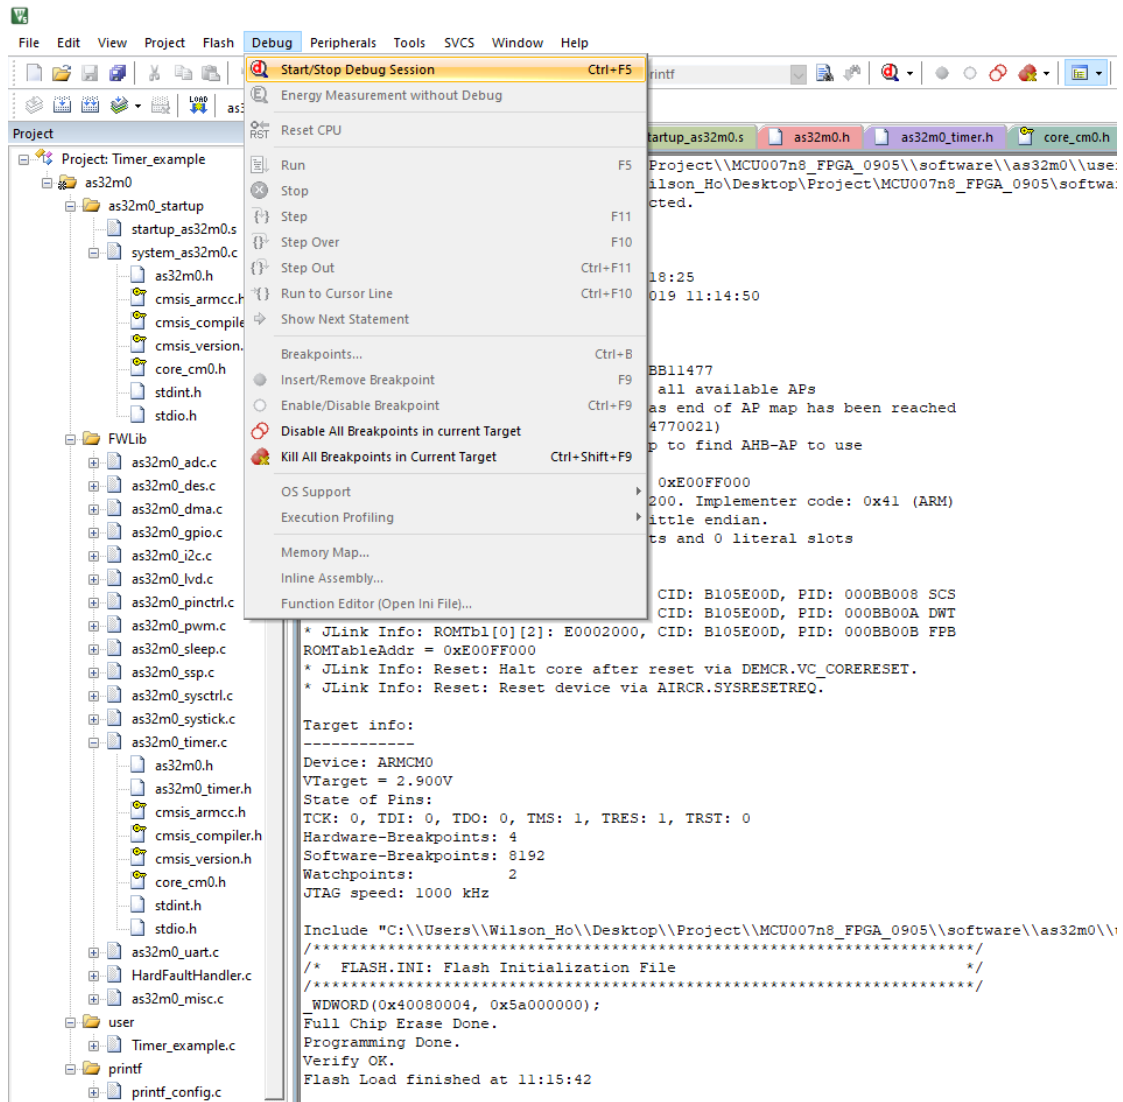 File Edit View Project Flash Debug Peripherals Tools SVCS Window Help
Start/Stop Debug Session Ctrl+F5
Energy Measurement without Debug
Reset CPU
Run F5
Stop
Step F11
Step Over F10
Step Out Ctrl+F11
Run to Cursor Line Ctrl+F10
Show Next Statement
Breakpoints... Ctrl+B
Insert/Remove Breakpoint F9
Enable/Disable Breakpoint Ctrl+F9
Disable All Breakpoints in current Target
Kill All Breakpoints in Current Target Ctrl+Shift+F9
OS Support
Execution Profiling
Memory Map...
Inline Assembly...
Function Editor (Open Ini File)...
rintf
LOAD
as3
Project
Project: Timer_example
as32m0
as32m0_startup
startup_as32m0.s
system_as32m0.c
as32m0.h
cmsis_armcc.h
cmsis_compile
cmsis_version.
core_cm0.h
stdint.h
stdio.h
FWLib
as32m0_adc.c
as32m0_des.c
as32m0_dma.c
as32m0_gpio.c
as32m0_i2c.c
as32m0_lvd.c
as32m0_pinctrl.c
as32m0_pwm.c
as32m0_sleep.c
as32m0_ssp.c
as32m0_sysctrl.c
as32m0_systick.c
as32m0_timer.c
as32m0.h
as32m0_timer.h
cmsis_armcc.h
cmsis_compiler.h
cmsis_version.h
core_cm0.h
stdint.h
stdio.h
as32m0_uart.c
HardFaultHandler.c
as32m0_misc.c
user
Timer_example.c
printf
printf_config.c
tartup_as32m0.s as32m0.h as32m0_timer.h core_cm0.h
Project\\MCU007n8_FPGA_0905\\software\\as32m0\\use:
ilson_Ho\Desktop\Project\MCU007n8_FPGA_0905\softwa:
cted.
18:25
019 11:14:50
BB11477
all available APs
as end of AP map has been reached
4770021)
p to find AHB-AP to use
0xE00FF000
200. Implementer code: 0x41 (ARM)
ittle endian.
ts and 0 literal slots
CID: B105E00D, PID: 000BB008 SCS
CID: B105E00D, PID: 000BB00A DWT
* JLink Info: ROMTbl[0][2]: E0002000, CID: B105E00D, PID: 000BB00B FPB
ROMTableAddr = 0xE00FF000
* JLink Info: Reset: Halt core after reset via DEMCR.VC_CORERESET.
* JLink Info: Reset: Reset device via AIRCR.SYSRESETREQ.
Target info:
------------
Device: ARMCM0
VTarget = 2.900V
State of Pins:
TCK: 0, TDI: 0, TDO: 0, TMS: 1, TRES: 1, TRST: 0
Hardware-Breakpoints: 4
Software-Breakpoints: 8192
Watchpoints: 2
JTAG speed: 1000 kHz
Include "C:\\Users\\Wilson_Ho\\Desktop\\Project\\MCU007n8_FPGA_0905\\software\\as32m0\\
/***********************************************************************/
/* FLASH.INI: Flash Initialization File */
/***********************************************************************/
_WDWORD(0x40080004, 0x5a000000);
Full Chip Erase Done.
Programming Done.
Verify OK.
Flash Load finished at 11:15:42